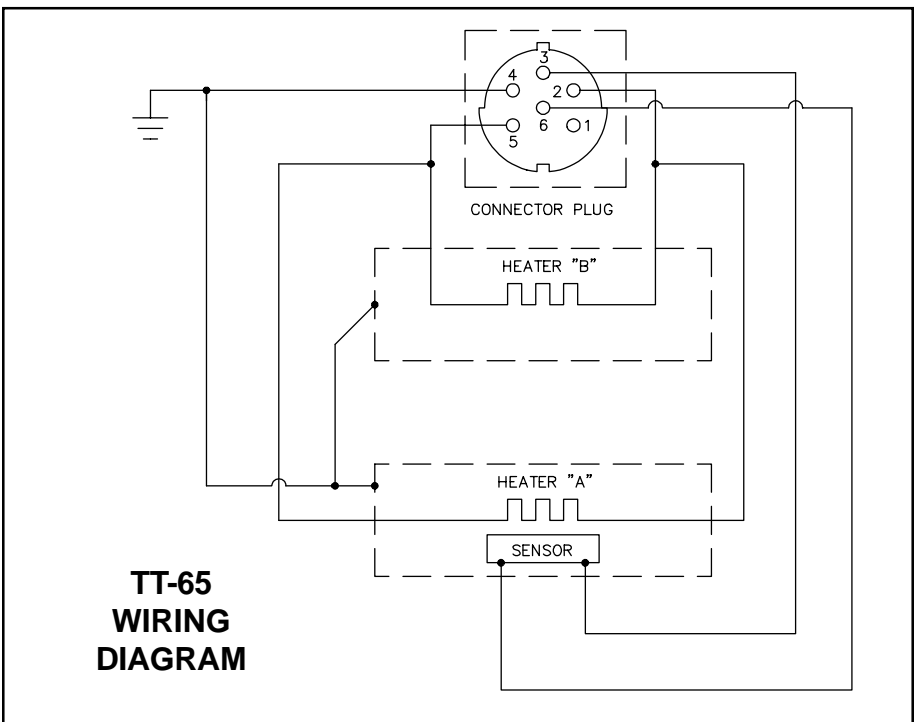 3
4
2
6
1
5
CONNECTOR PLUG
HEATER "B"
HEATER "A"
SENSOR
TT-65
WIRING
DIAGRAM